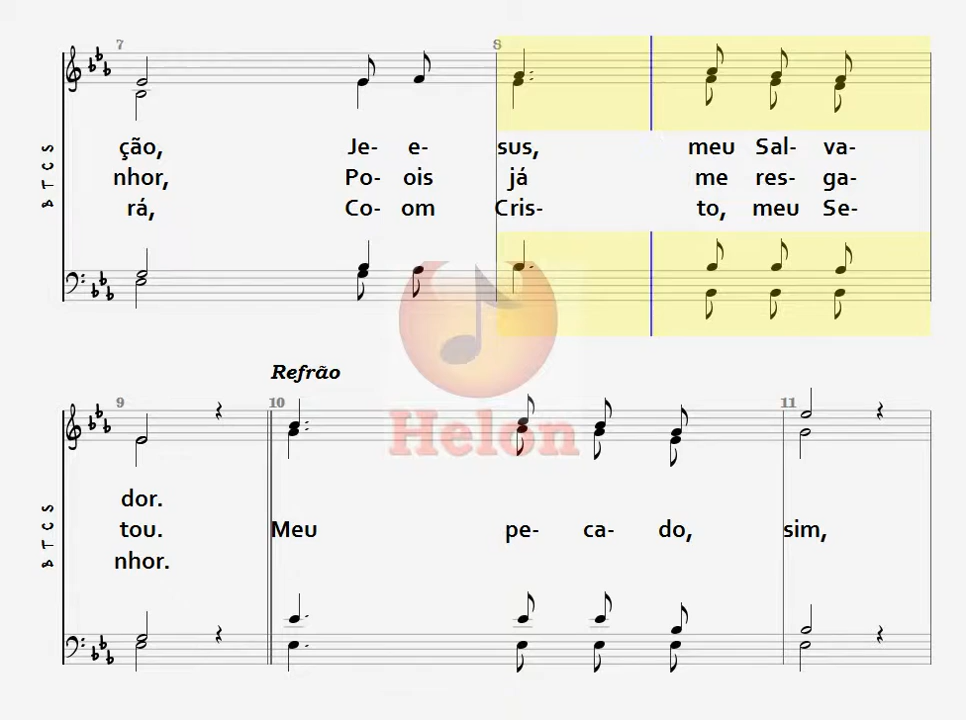 7 8
ção, Je- e- sus, meu Sal- va-
nhor, Po- ois já me res- ga-
rá, Co- om Cris- to, meu Se-
B T C S
Refrão
9 10 11
Helon
dor.
tou. Meu pe- ca- do, sim,
nhor.
B T C S